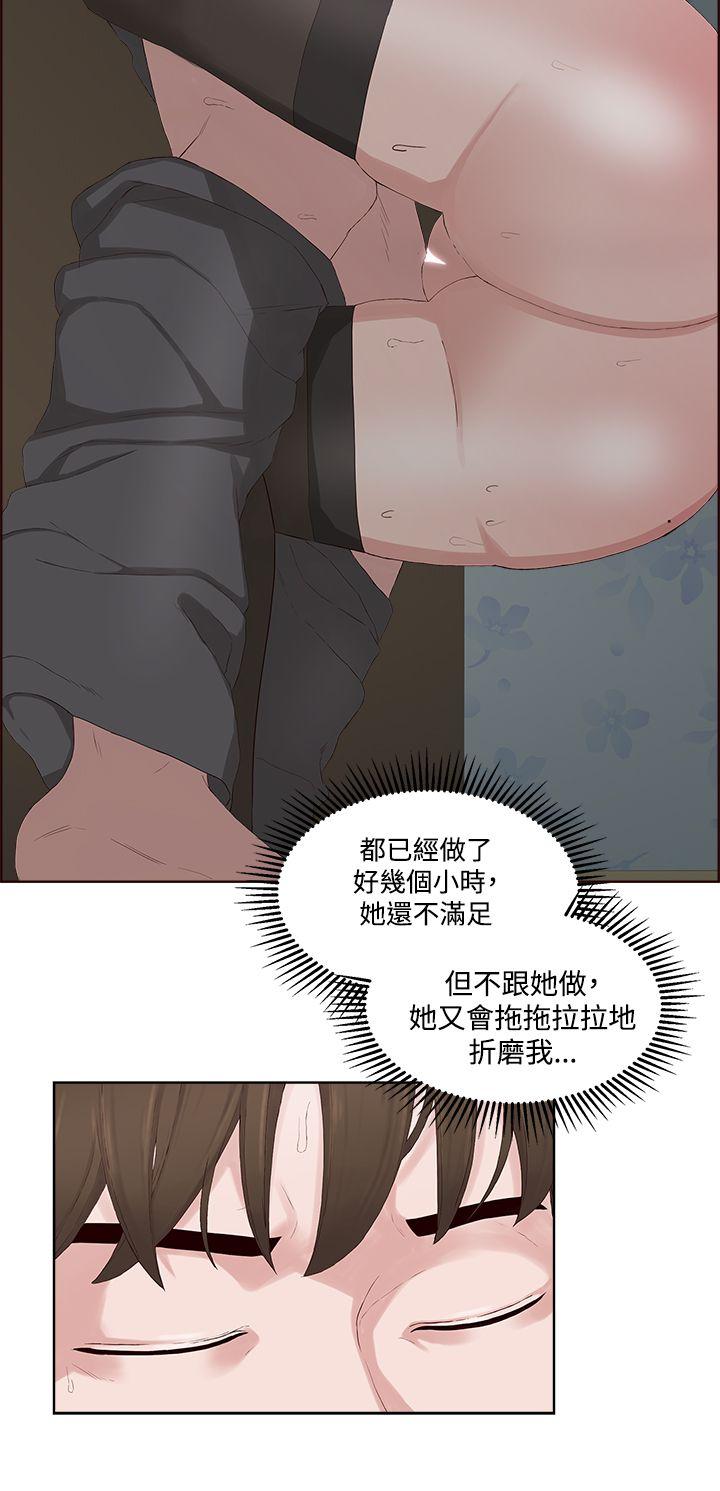 都已經做了
好幾個小時，
她還不滿足
但不跟她做，
她又會拖拖拉拉地
折磨我...